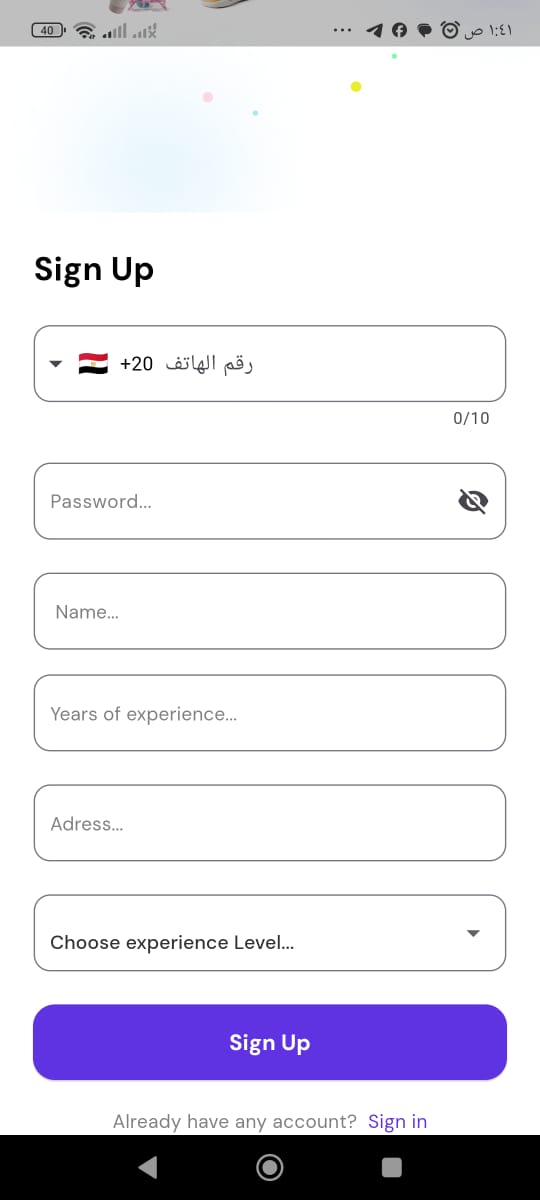 40
ص ١:٤١
Sign Up
+20 رقم الهاتف
0/10
Password...
Name...
Years of experience...
Adress...
Choose experience Level...
Sign Up
Already have any account? Sign in